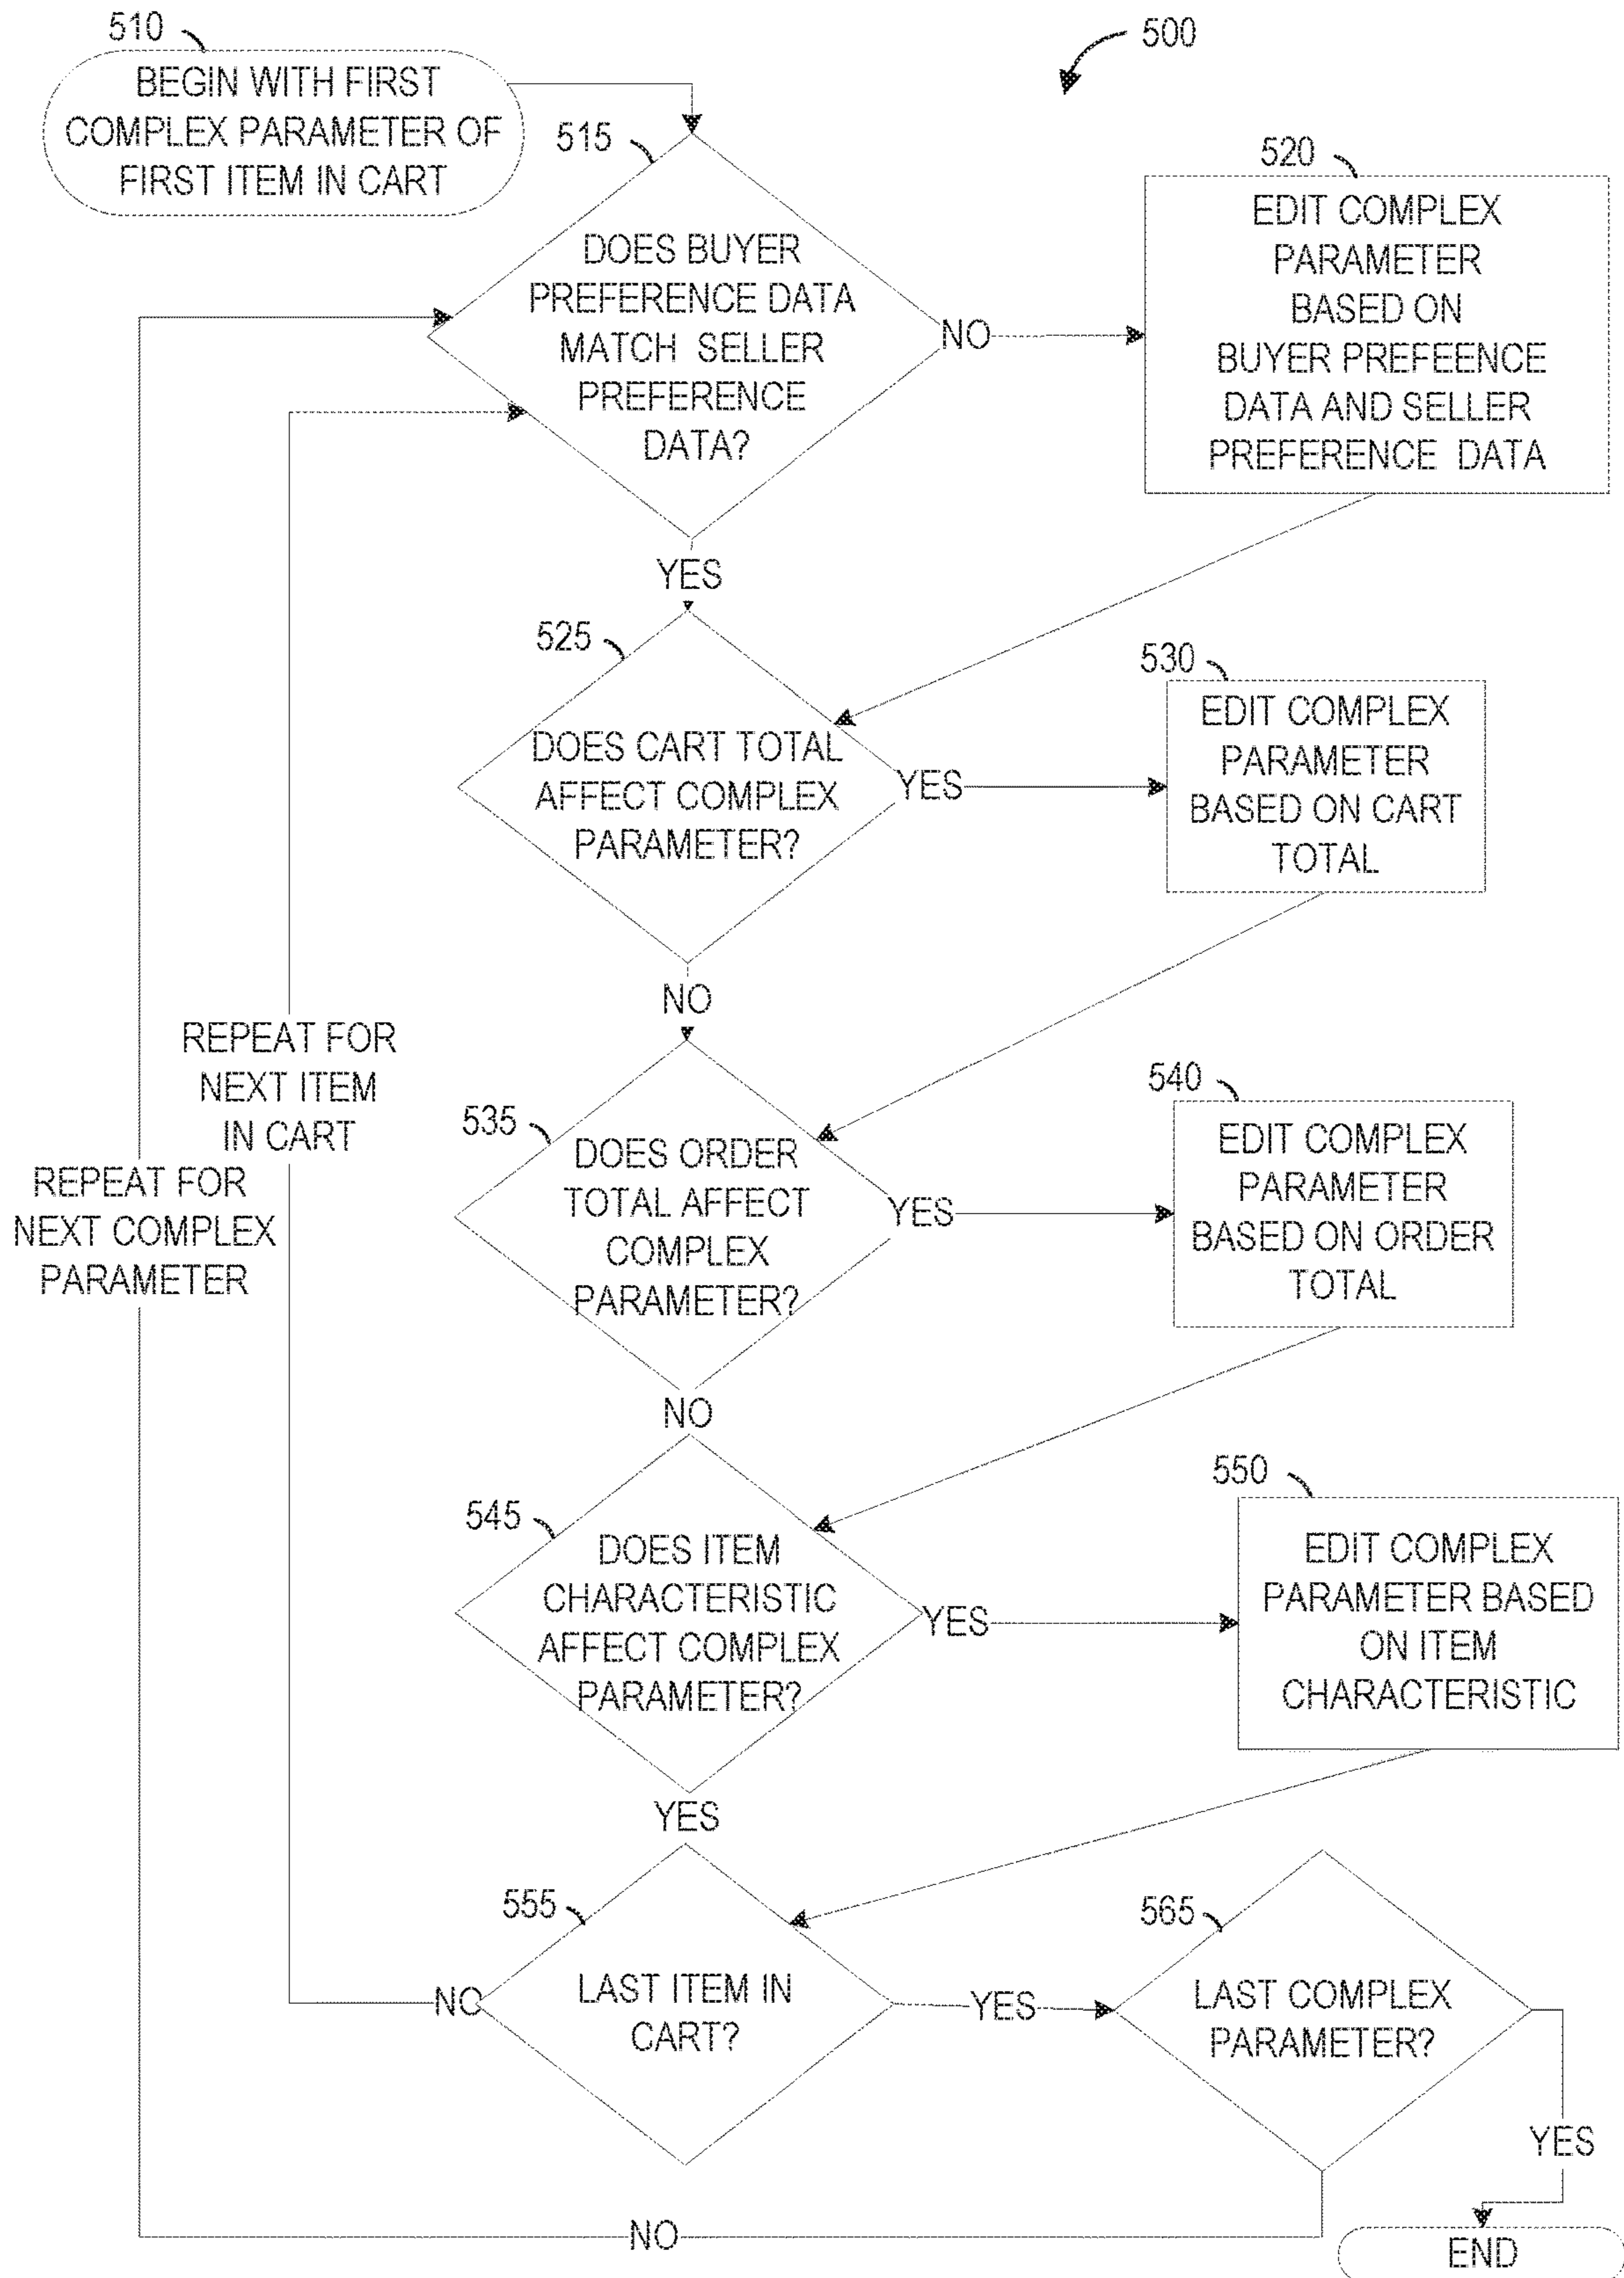 510
BEGIN WITH FIRST
COMPLEX PARAMETER OF
FIRST ITEM IN CART
500
515
DOES BUYER
PREFERENCE DATA
MATCH SELLER
PREFERENCE
DATA?
NO
520
EDIT COMPLEX
PARAMETER
BASED ON
BUYER PREFEENCE
DATA AND SELLER
PREFERENCE DATA
YES
525
DOES CART TOTAL
AFFECT COMPLEX
PARAMETER?
YES
530
EDIT COMPLEX
PARAMETER
BASED ON CART
TOTAL
NO
REPEAT FOR
NEXT ITEM
IN CART
REPEAT FOR
NEXT COMPLEX
PARAMETER
535
DOES ORDER
TOTAL AFFECT
COMPLEX
PARAMETER?
YES
540
EDIT COMPLEX
PARAMETER
BASED ON ORDER
TOTAL
NO
545
DOES ITEM
CHARACTERISTIC
AFFECT COMPLEX
PARAMETER?
YES
550
EDIT COMPLEX
PARAMETER BASED
ON ITEM
CHARACTERISTIC
YES
555
LAST ITEM IN
CART?
NO
YES
565
LAST COMPLEX
PARAMETER?
YES
NO
END